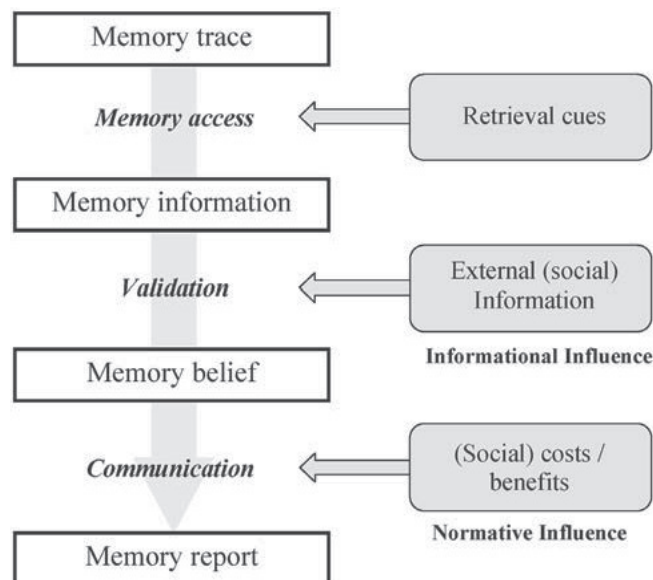 Memory trace
Memory access
Retrieval cues
Memory information
Validation
External (social)
Information
Informational Influence
Memory belief
Communication
(Social) costs /
benefits
Normative Influence
Memory report